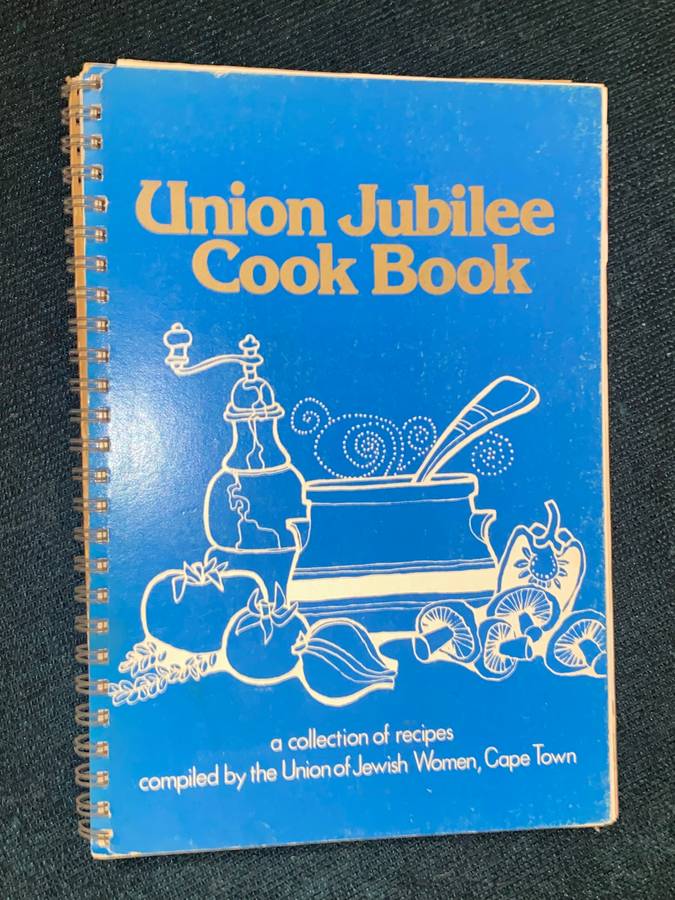 Union Jubilee
Cook Book
a collection of recipes
compiled by the Union of Jewish Women, Cape Town